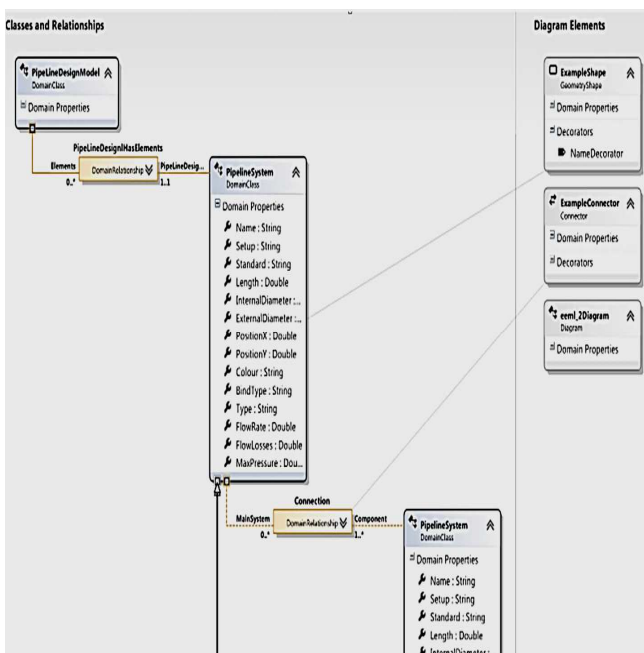 Classes and Relationships
Diagram Elements
PipeLineDesignModel
DomainClass
Domain Properties
PipeLineDesignlHasElements
Elements
DomainRelationship
PipeLineDesig...
0..*
1..1
PipelineSystem
DomainClass
Domain Properties
Name : String
Setup : String
Standard : String
Length : Double
InternalDiameter :...
ExternalDiameter :...
PositionX : Double
PositionY : Double
Colour : String
BindType : String
Type : String
FlowRate : Double
FlowLosses : Double
MaxPressure : Dou...
Connection
MainSystem
DomainRelationship
Component
0..*
1..*
PipelineSystem
DomainClass
Domain Properties
Name : String
Setup : String
Standard : String
Length : Double
InternalDiameter :
ExampleShape
GeometryShape
Domain Properties
Decorators
NameDecorator
ExampleConnector
Connector
Domain Properties
Decorators
eeml_2Diagram
Diagram
Domain Properties